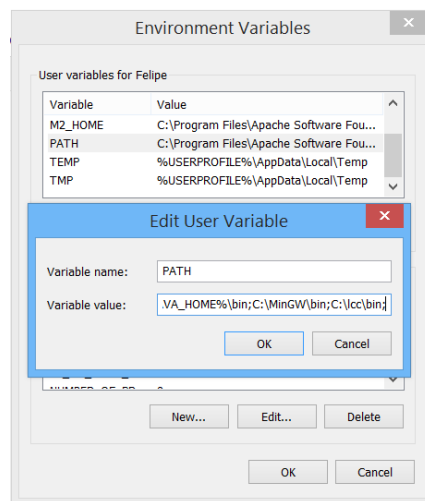 Environment Variables
User variables for Felipe
Variable Value
M2_HOME C:\Program Files\Apache Software Fou...
PATH C:\Program Files\Apache Software Fou...
TEMP %USERPROFILE%\AppData\Local\Temp
TMP %USERPROFILE%\AppData\Local\Temp
Edit User Variable
Variable name: PATH
Variable value: .VA_HOME%\bin;C:\MinGW\bin;C:\lcc\bin;
OK Cancel
New... Edit... Delete
OK Cancel